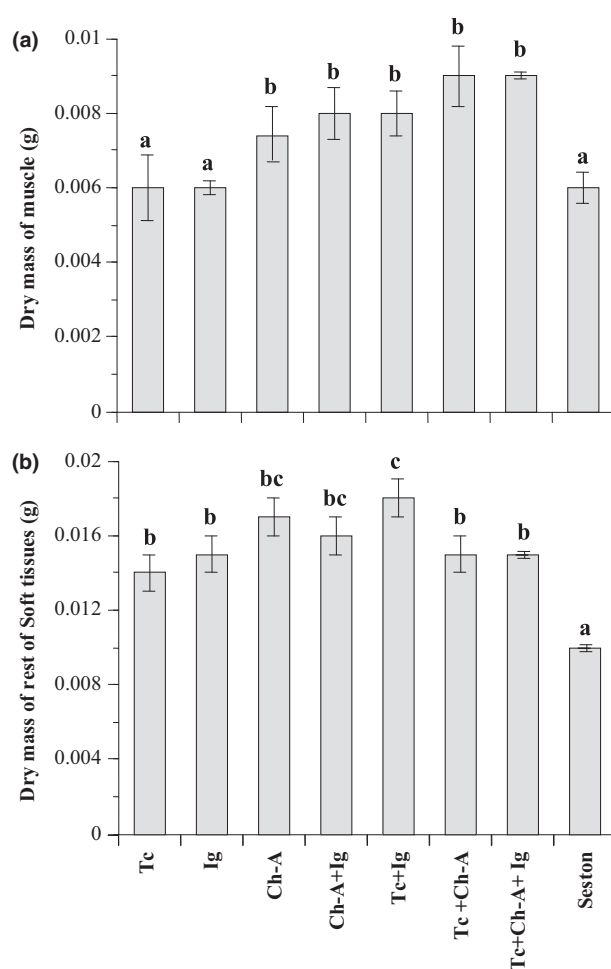 (a)
Dry mass of muscle (g)
0.01
0.008
0.006
0.004
0.002
0
a
a
b
b
b
b
b
a
(b)
Dry mass of rest of Soft tissues (g)
0.02
0.016
0.012
0.008
0.004
0
b
b
bc
bc
c
b
b
a
Tc
Ig
Ch-A
Ch-A+Ig
Tc+Ig
Tc +Ch-A
Tc+Ch-A+ Ig
Seston